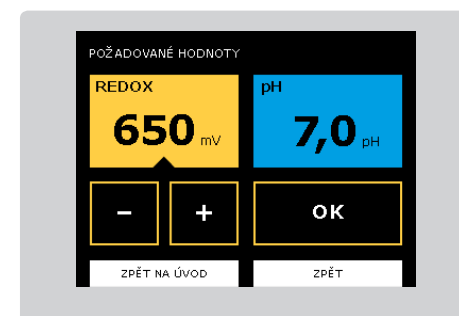 POŽADOVANÉ HODNOTY
REDOX pH
650 mV 7,0 pH
- + OK
ZPĚT NA ÚVOD ZPĚT